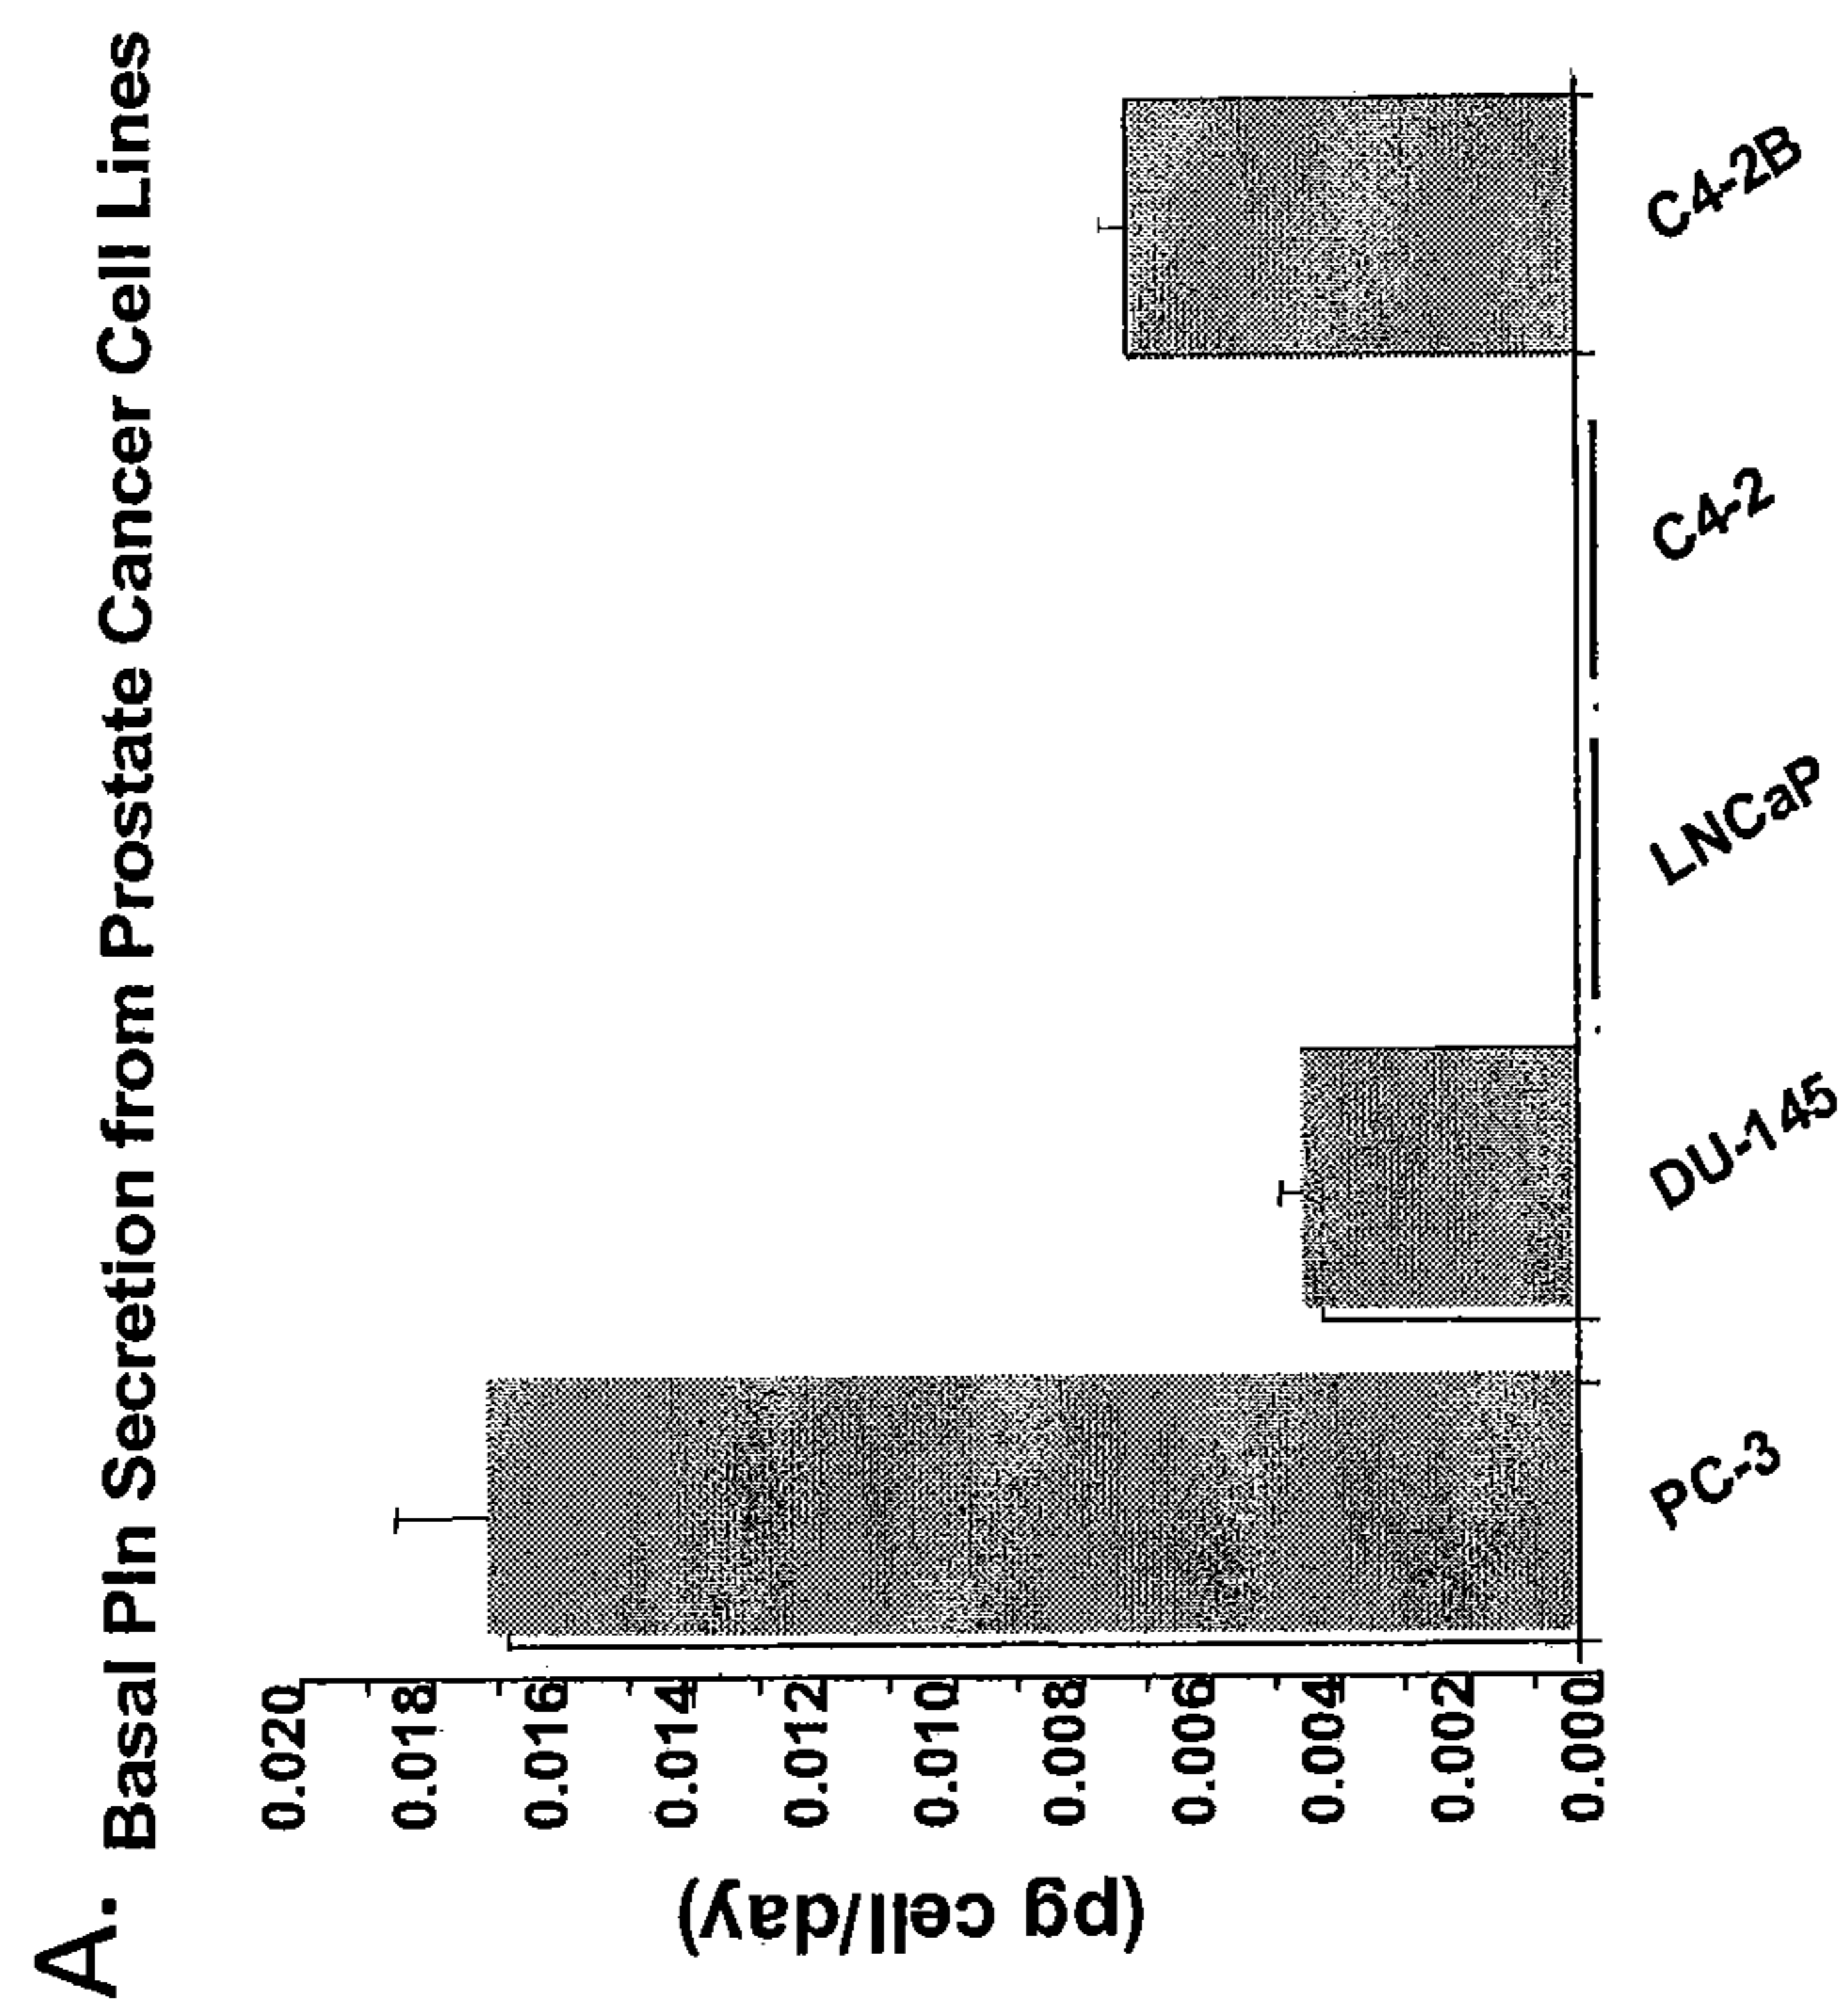 A. Basal PIn Secretion from Prostate Cancer Cell Lines
(pg cell/day)
0.020
0.018
0.016
0.014
0.012
0.010
0.008
0.006
0.004
0.002
0.000
PC-3
DU-145
LNCaP
C4-2
C4-2B